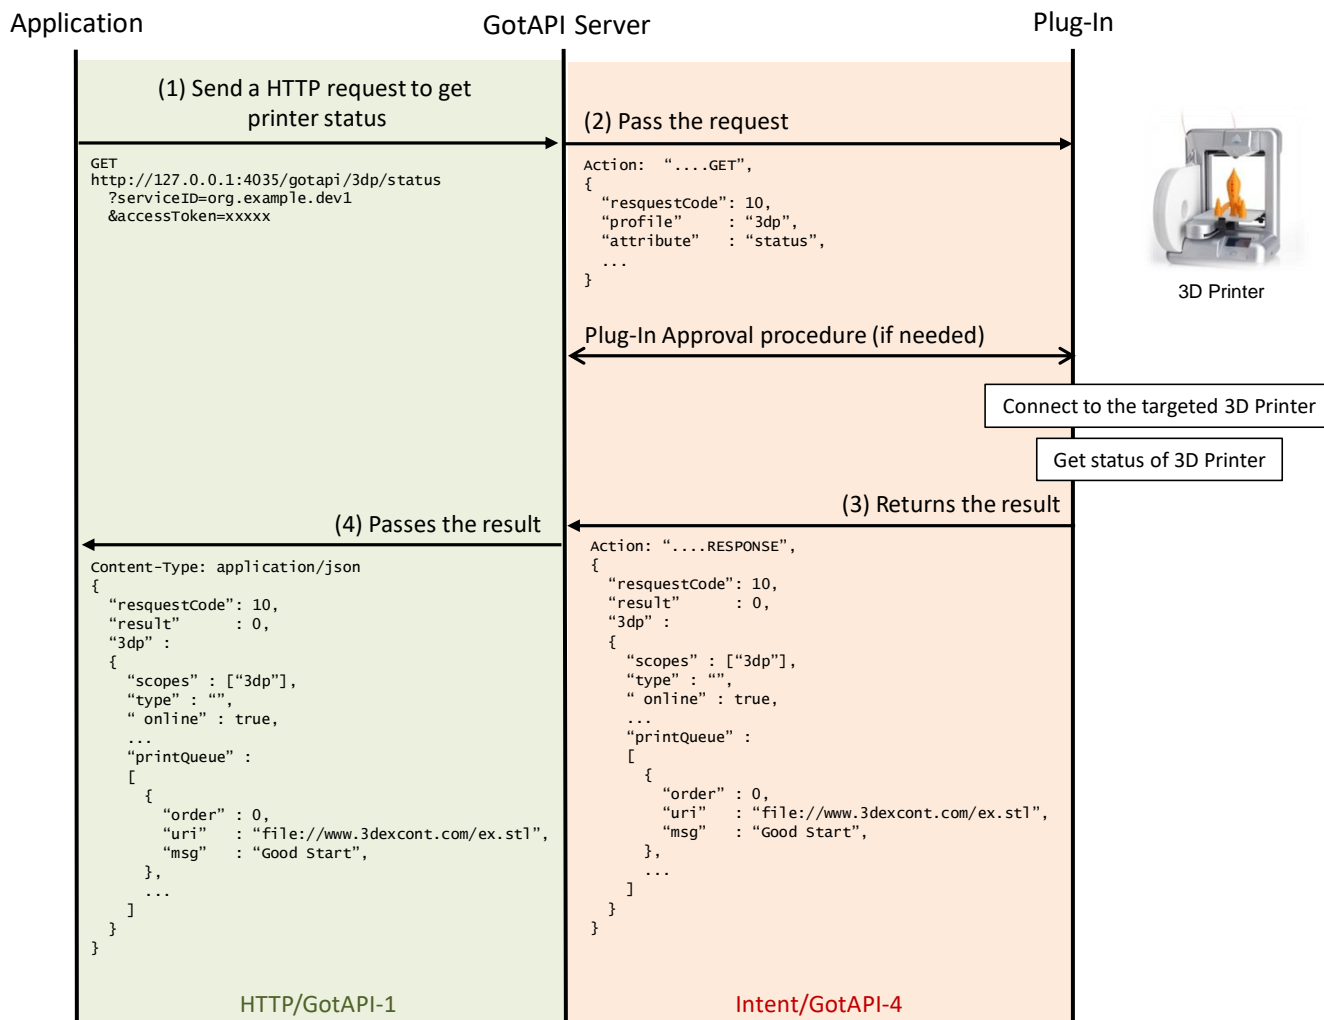 Application
GotAPI Server
Plug-In
(1) Send a HTTP request to get
printer status
GET
http://127.0.0.1:4035/gotapi/3dp/status
?serviceID=org.example.dev1
&accessToken=xxxxx
(2) Pass the request
Action:  “....GET”,
{
“resquestCode”: 10,
“profile”    : “3dp”,
“attribute”  : “status”,
...
}
3D Printer
Plug-In Approval procedure (if needed)
Connect to the targeted 3D Printer
Get status of 3D Printer
(3) Returns the result
Action: “....RESPONSE”,
{
“resquestCode”: 10,
“result”     : 0,
“3dp” :
{
“scopes” : [“3dp”],
“type” : “”,
“ online” : true,
...
“printQueue” :
[
{
“order” : 0,
“uri”   : “file://www.3dexcont.com/ex.stl”,
“msg”   : “Good Start”,
},
...
]
}
}
(4) Passes the result
Content-Type: application/json
{
“resquestCode”: 10,
“result”     : 0,
“3dp” :
{
“scopes” : [“3dp”],
“type” : “”,
“ online” : true,
...
“printQueue” :
[
{
“order” : 0,
“uri”   : “file://www.3dexcont.com/ex.stl”,
“msg”   : “Good Start”,
},
...
]
}
}
HTTP/GotAPI-1
Intent/GotAPI-4